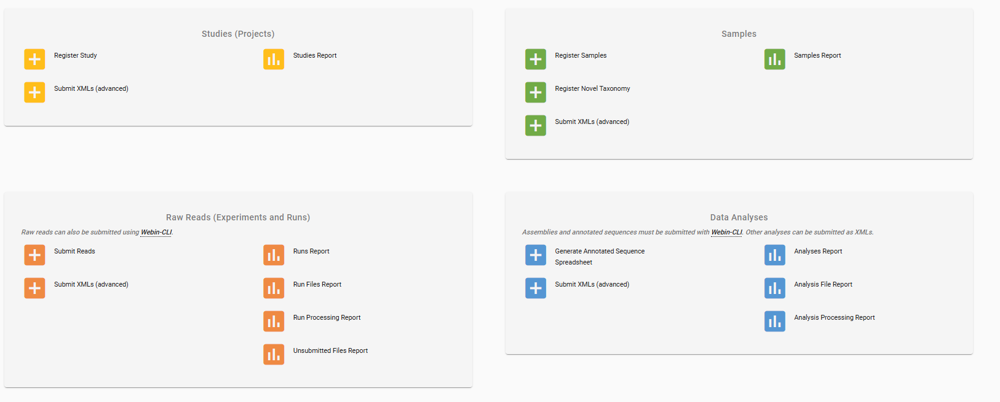 Studies (Projects)
Register Study
Studies Report
Submit XMLs (advanced)
Samples
Register Samples
Samples Report
Register Novel Taxonomy
Submit XMLs (advanced)
Raw Reads (Experiments and Runs)
Raw reads can also be submitted using Webin-CLI.
Submit Reads
Runs Report
Submit XMLs (advanced)
Run Files Report
Run Processing Report
Unsubmitted Files Report
Data Analyses
Assemblies and annotated sequences must be submitted with Webin-CLI. Other analyses can be submitted as XMLs.
Generate Annotated Sequence
Spreadsheet
Analyses Report
Submit XMLs (advanced)
Analysis File Report
Analysis Processing Report